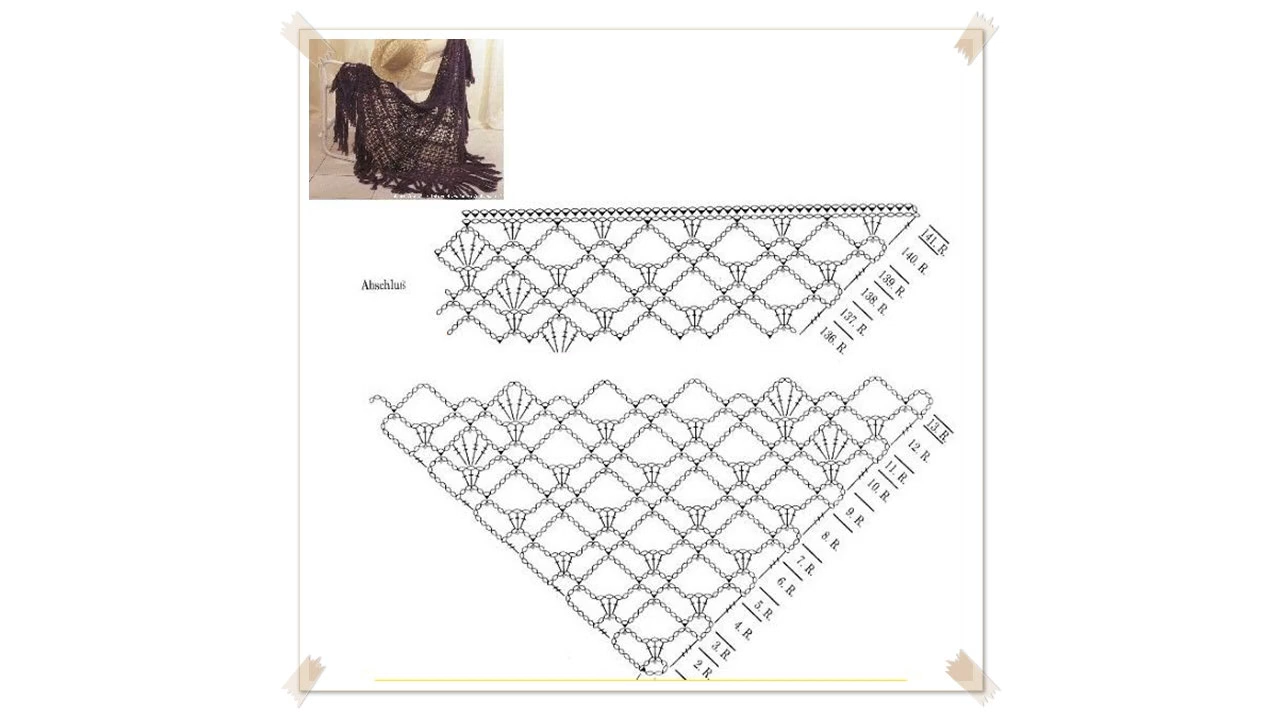 Abschluß
141. R.
140. R.
139. R.
138. R.
137. R.
136. R.
13. R.
12. R.
11. R.
10. R.
9. R.
8. R.
7. R.
6. R.
5. R.
4. R.
3. R.
2. R.